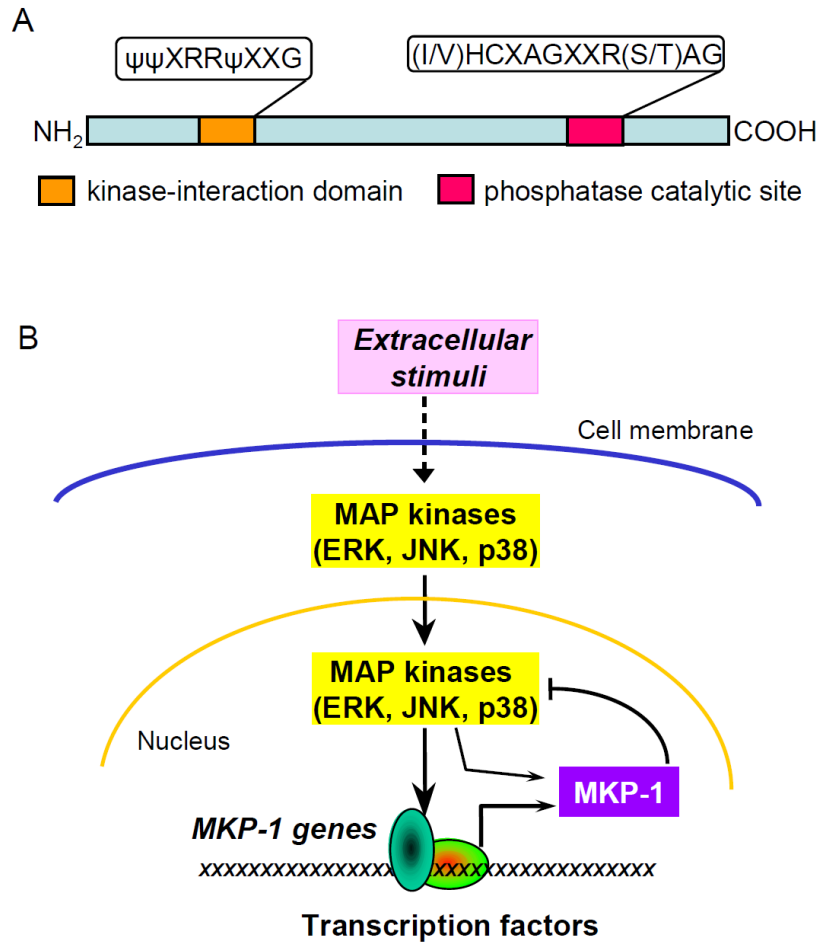 A
ψψXRRψXXG
(I/V)HCXAGXXR(S/T)AG
NH2
COOH
kinase-interaction domain
phosphatase catalytic site
B
Extracellular
stimuli
Cell membrane
MAP kinases
(ERK, JNK, p38)
MAP kinases
(ERK, JNK, p38)
Nucleus
MKP-1
MKP-1 genes
xxxxxxxxxxxxxxxxxxxxxxxxxxxxxxxxxxxxx
Transcription factors